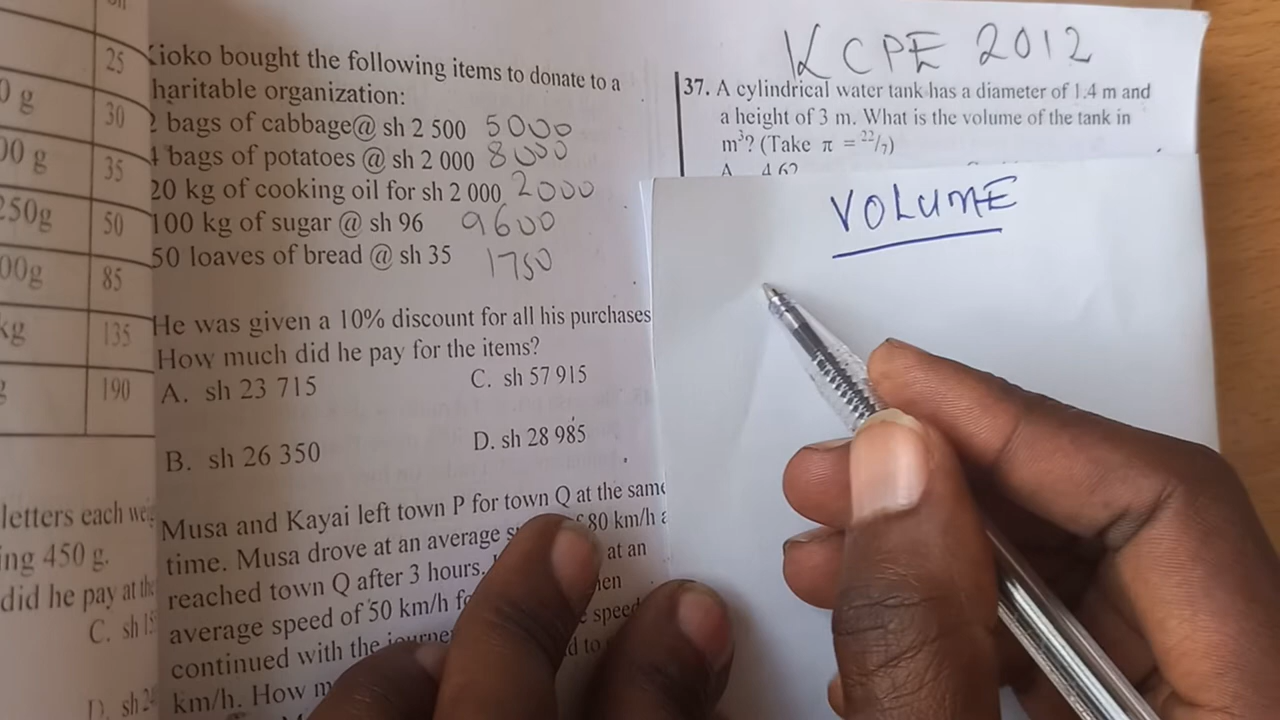 25
0 g
30
00 g
35
250g
50
00g
85
kg
135
190
letters each
ing 450 g.
did he pay at
C. sh
D. sh
ioko bought the following items to donate to a
haritable organization:
bags of cabbage@ sh 2 500 5000
bags of potatoes @ sh 2 000 8000
20 kg of cooking oil for sh 2 000 2000
100 kg of sugar @ sh 96 9600
50 loaves of bread @ sh 35 1750
He was given a 10% discount for all his purchases
How much did he pay for the items?
A. sh 23 715
C. sh 57 915
B. sh 26 350
D. sh 28 985
Musa and Kayai left town P for town Q at the same
time. Musa drove at an average 80 km/h
reached town Q after 3 hours. at an
average speed of 50 km/h
speed
continued with the
km/h. How
KCPE 2012
37. A cylindrical water tank has a diameter of 1.4 m and
a height of 3 m. What is the volume of the tank in
m³? (Take π = ²²/₇)
A 4.62
VOLUME